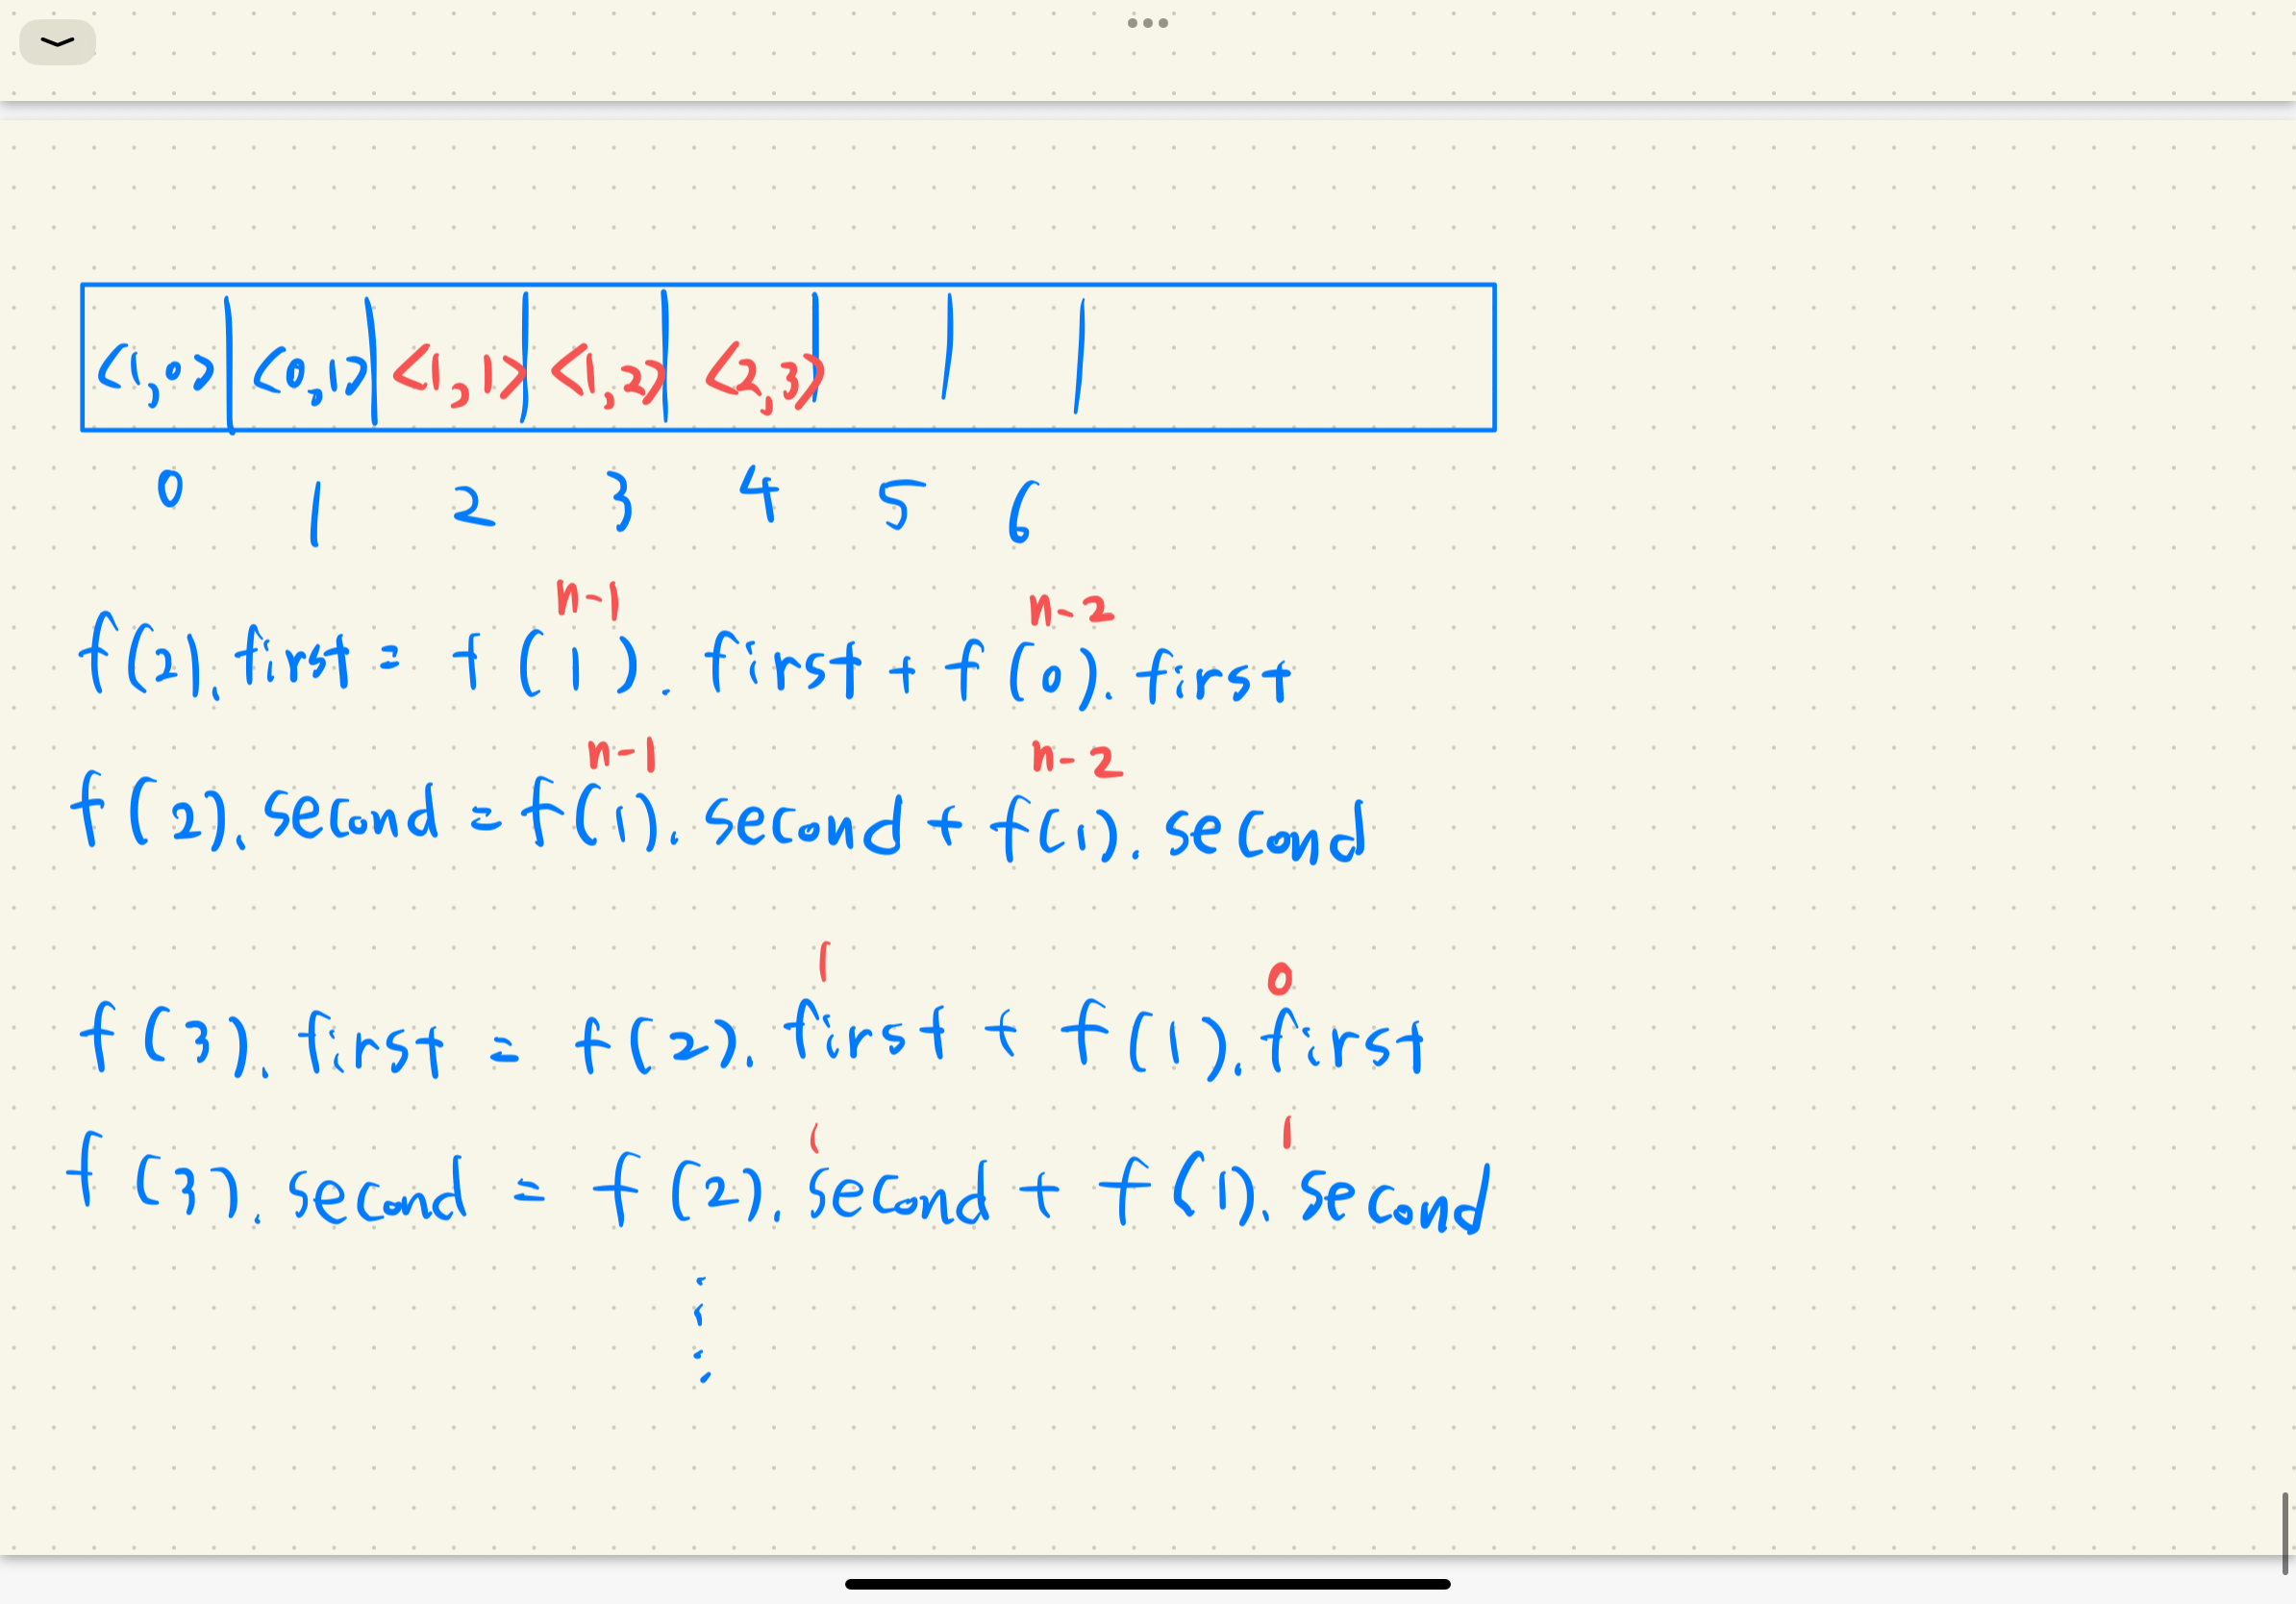 <1,0> <0,1> <1,1> <1,2> <2,3>
0 1 2 3 4 5 6
n-1 n-2
f(2).first = f(1).first + f(0).first
n-1 n-2
f(2).second = f(1).second + f(1).second
1 0
f(3).first = f(2).first + f(1).first
1 1
f(3).second = f(2).second + f(1).second